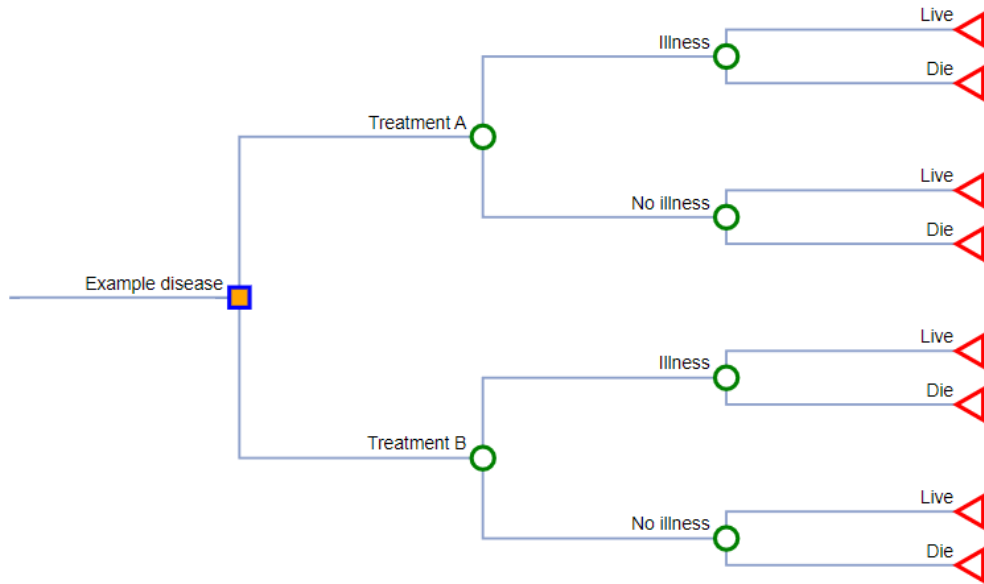 Live
Illness
Die
Treatment A
Live
No illness
Die
Example disease
Live
Illness
Die
Treatment B
Live
No illness
Die